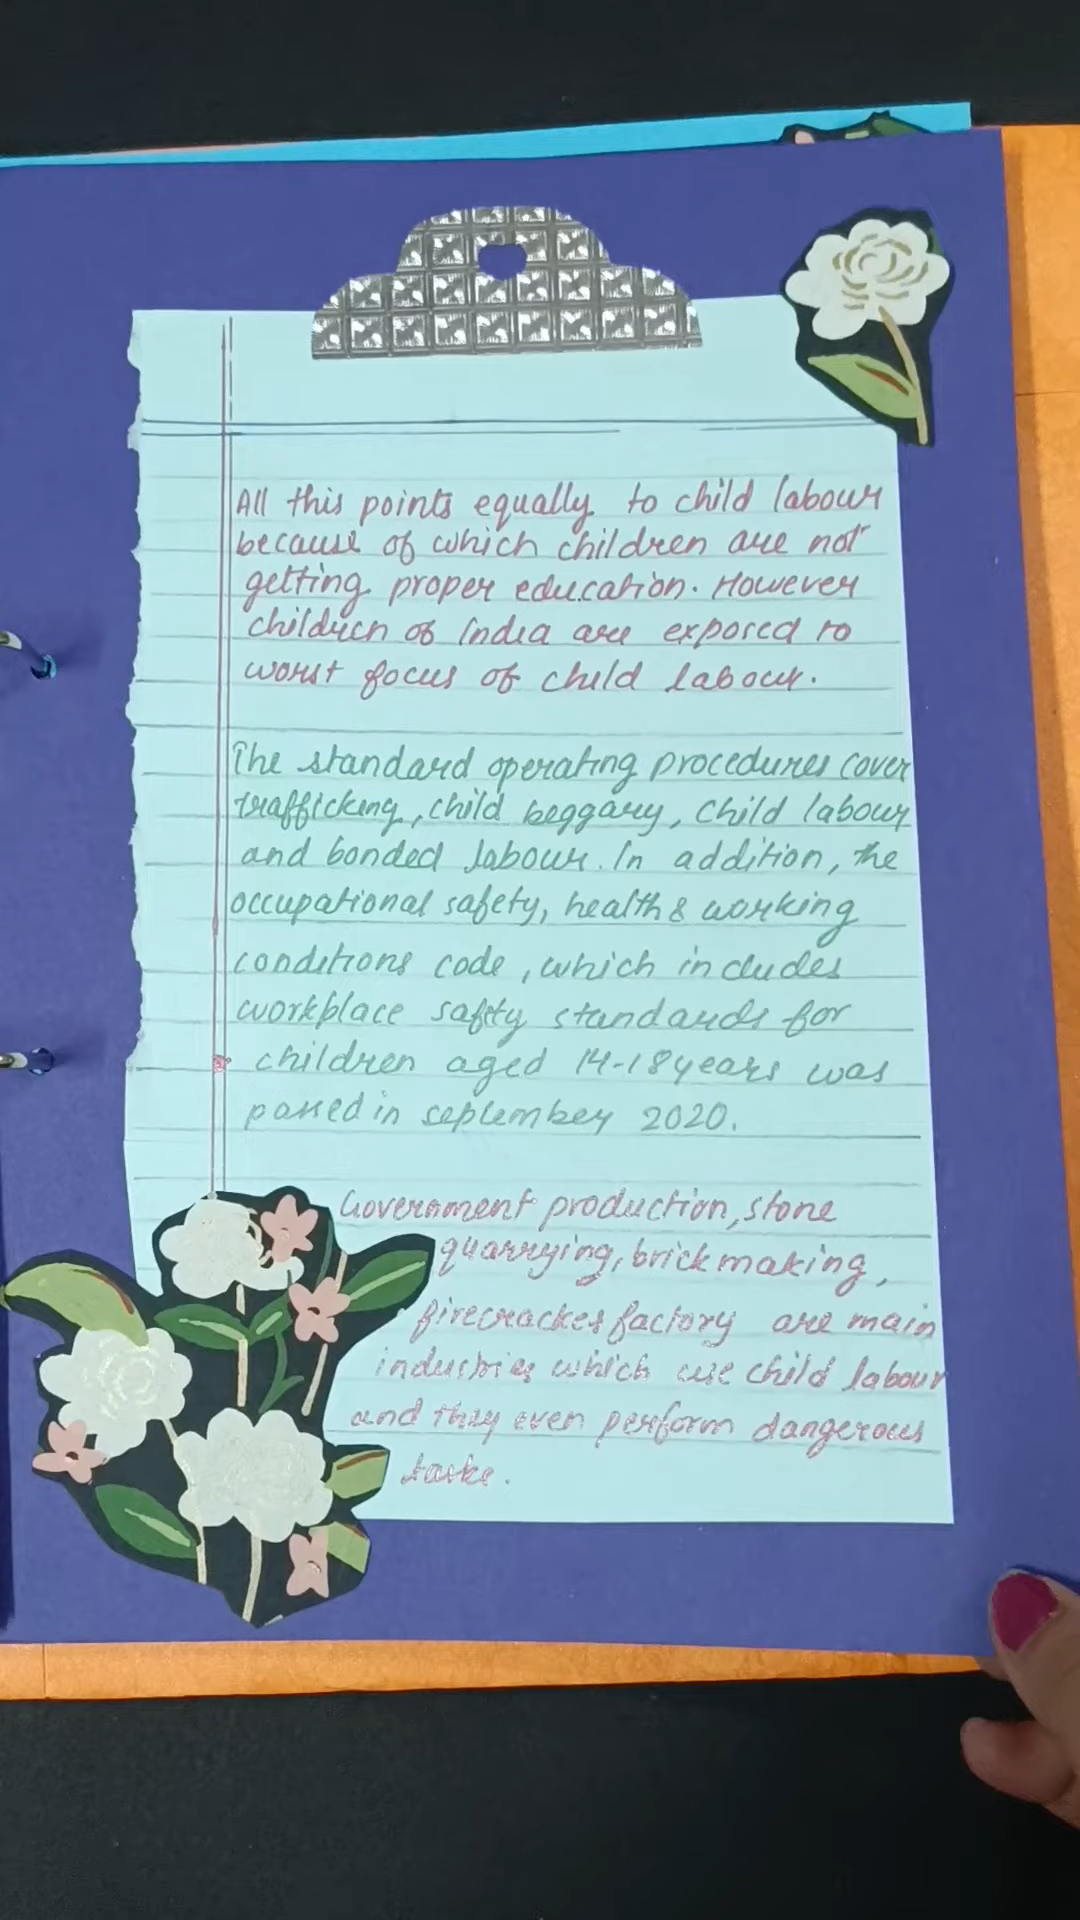 All this points equally to child labour
because of which children are not
getting proper education. However
children of India are exposed to
worst focus of child labour.
The standard operating procedures cover
trafficking, child beggary, child labour
and bonded labour. In addition, the
occupational safety, health & working
conditions code, which includes
workplace safety standards for
children aged 14-18 years was
passed in september 2020.
Government production, stone
quarrying, brick making,
firecracker factory are main
industries which use child labour
and they even perform dangerous
tasks.